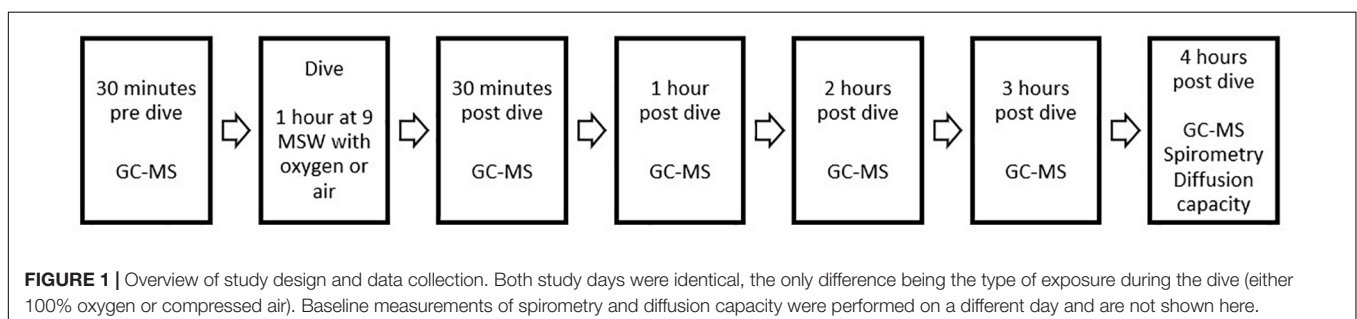 30 minutes
pre dive
GC-MS
Dive
1 hour at 9
MSW with
oxygen or
air
30 minutes
post dive
GC-MS
1 hour
post dive
GC-MS
2 hours
post dive
GC-MS
3 hours
post dive
GC-MS
4 hours
post dive
GC-MS
Spirometry
Diffusion
capacity
FIGURE 1 | Overview of study design and data collection. Both study days were identical, the only difference being the type of exposure during the dive (either
100% oxygen or compressed air). Baseline measurements of spirometry and diffusion capacity were performed on a different day and are not shown here.